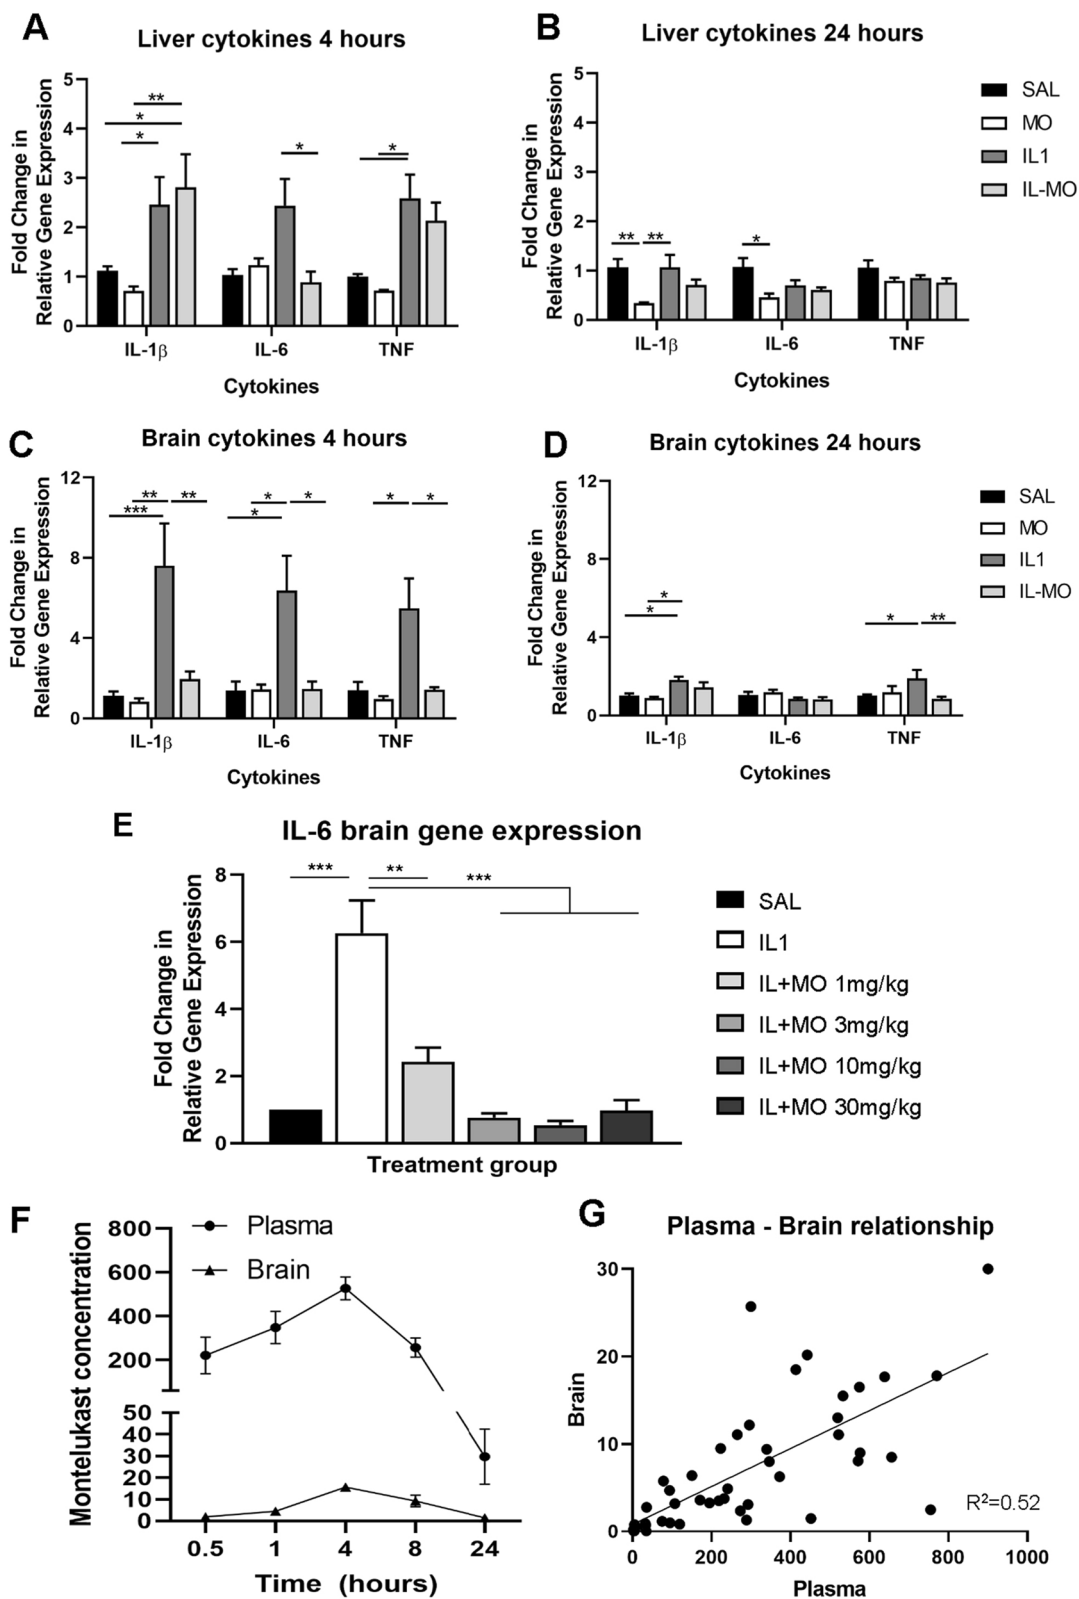 A
Liver cytokines 4 hours
Fold Change in
Relative Gene Expression
5
4
3
2
1
0
**
*
*
*
*
IL-1β
IL-6
TNF
Cytokines
B
Liver cytokines 24 hours
Fold Change in
Relative Gene Expression
5
4
3
2
1
0
**
**
*
IL-1β
IL-6
TNF
Cytokines
SAL
MO
IL1
IL-MO
C
Brain cytokines 4 hours
Fold Change in
Relative Gene Expression
12
8
4
0
**
**
***
*
*
*
*
*
IL-1β
IL-6
TNF
Cytokines
D
Brain cytokines 24 hours
Fold Change in
Relative Gene Expression
12
8
4
0
*
*
*
**
IL-1β
IL-6
TNF
Cytokines
SAL
MO
IL1
IL-MO
E
IL-6 brain gene expression
Fold Change in
Relative Gene Expression
8
6
4
2
0
***
**
***
Treatment group
SAL
IL1
IL+MO 1mg/kg
IL+MO 3mg/kg
IL+MO 10mg/kg
IL+MO 30mg/kg
F
Montelukast concentration
800
600
400
200
50
40
30
20
10
0
Plasma
Brain
0.5
1
4
8
24
Time (hours)
G
Plasma - Brain relationship
Brain
30
20
10
0
R²=0.52
0
200
400
600
800
1000
Plasma